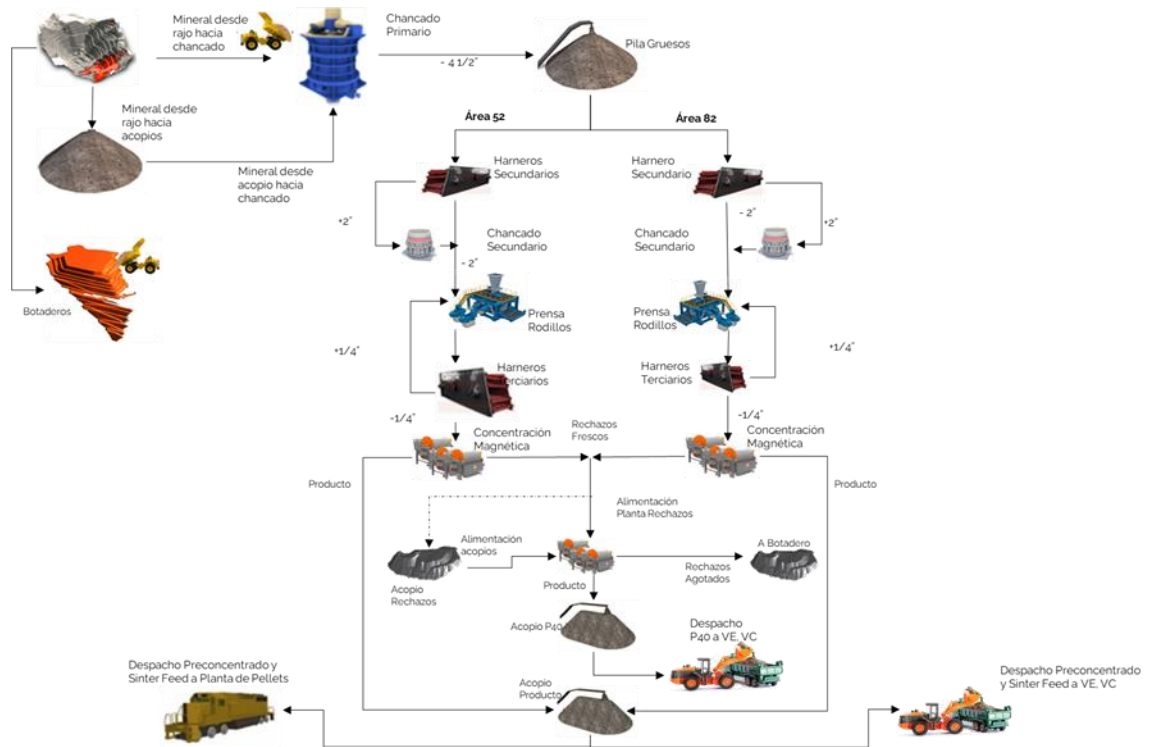 Mineral desde
rajo hacia
chancado
Chancado
Primario
- 4 1/2"
Pila Gruesos
Mineral desde
rajo hacia
acopios
Mineral desde
acopio hacia
chancado
Botaderos
Área 52
Área 82
Harneros
Secundarios
Harnero
Secundario
+2"
- 2"
+2"
Chancado
Secundario
Chancado
Secundario
- 2"
Prensa
Rodillos
Prensa
Rodillos
+1/4"
+1/4"
Harneros
Terciarios
Harneros
Terciarios
-1/4"
-1/4"
Concentración
Magnética
Rechazos
Frescos
Concentración
Magnética
Producto
Producto
Alimentación
Planta Rechazos
Alimentación
acopios
A Botadero
Acopio
Rechazos
Producto
Rechazos
Agotados
Acopio P40
Despacho
P40 a VE, VC
Despacho Preconcentrado y
Sinter Feed a Planta de Pellets
Acopio
Producto
Despacho Preconcentrado
y Sinter Feed a VE, VC